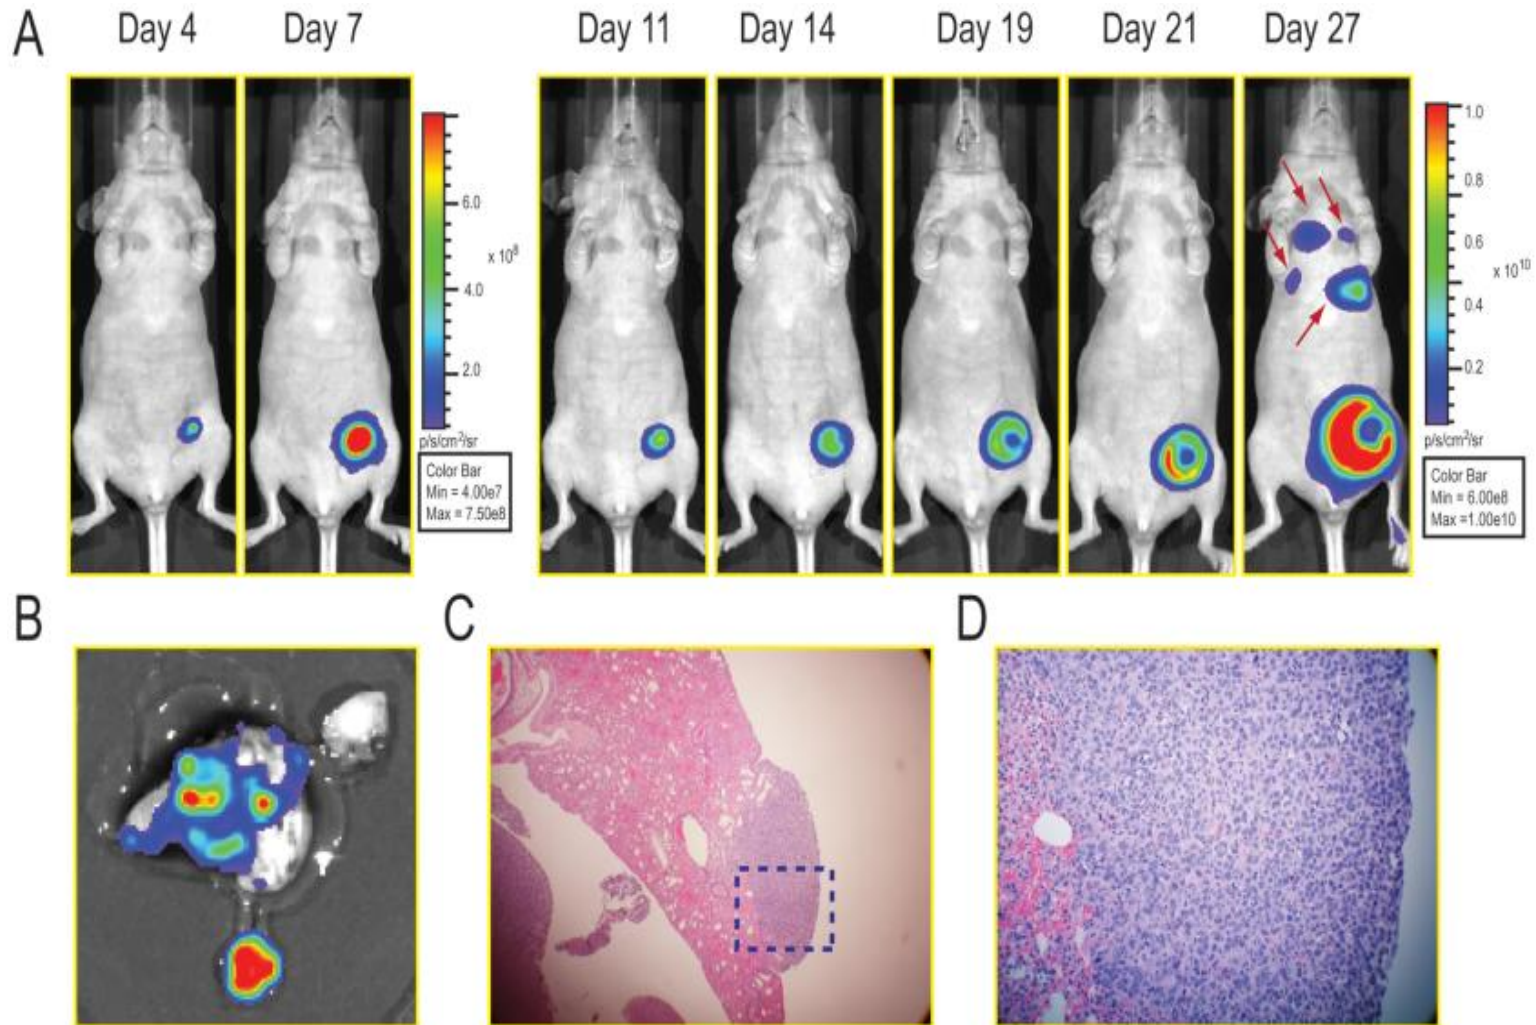 A
Day 4
Day 7
Day 11
Day 14
Day 19
Day 21
Day 27
6.0
4.0
2.0
x 10⁸
p/s/cm²/sr
Color Bar
Min = 4.00e7
Max = 7.50e8
1.0
0.8
0.6
0.4
0.2
x 10¹⁰
p/s/cm²/sr
Color Bar
Min = 6.00e8
Max =1.00e10
B
C
D